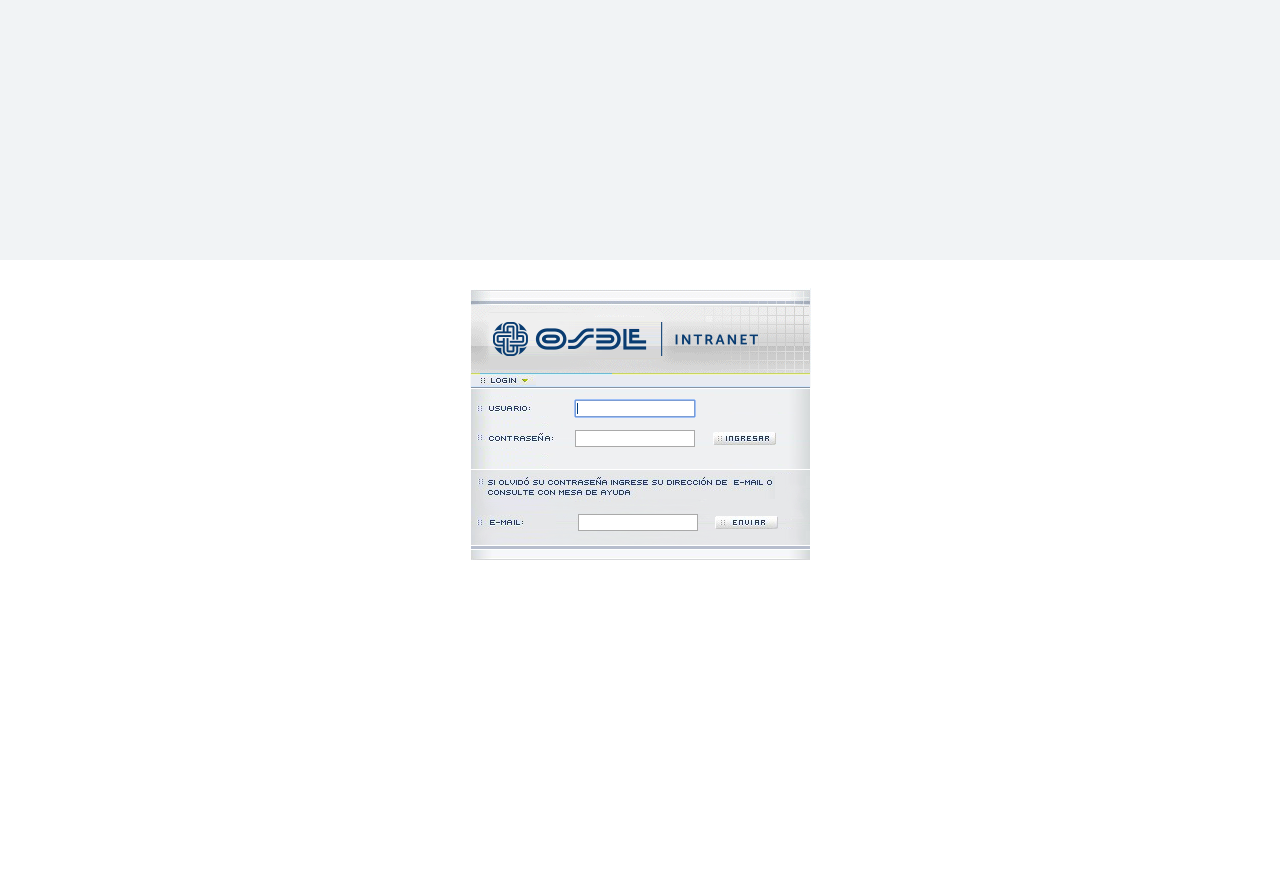 OSDE INTRANET
LOGIN
USUARIO:
CONTRASEÑA:
INGRESAR
SI OLVIDÓ SU CONTRASEÑA INGRESE SU DIRECCIÓN DE E-MAIL O
CONSULTE CON MESA DE AYUDA
E-MAIL:
ENVIAR